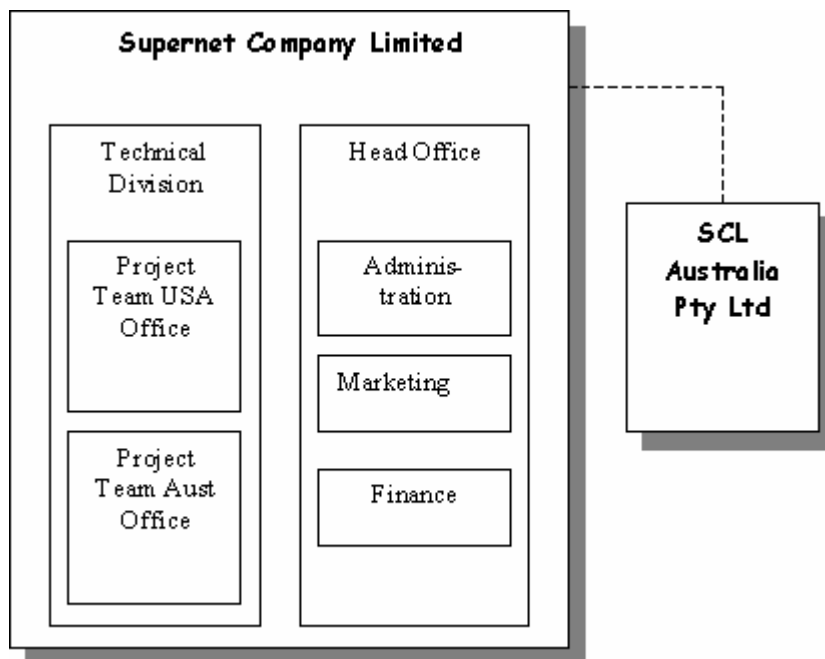 Supernet Company Limited
Technical
Division
Project
Team USA
Office
Project
Team Aust
Office
Head Office
Adminis-
tration
Marketing
Finance
SCL
Australia
Pty Ltd